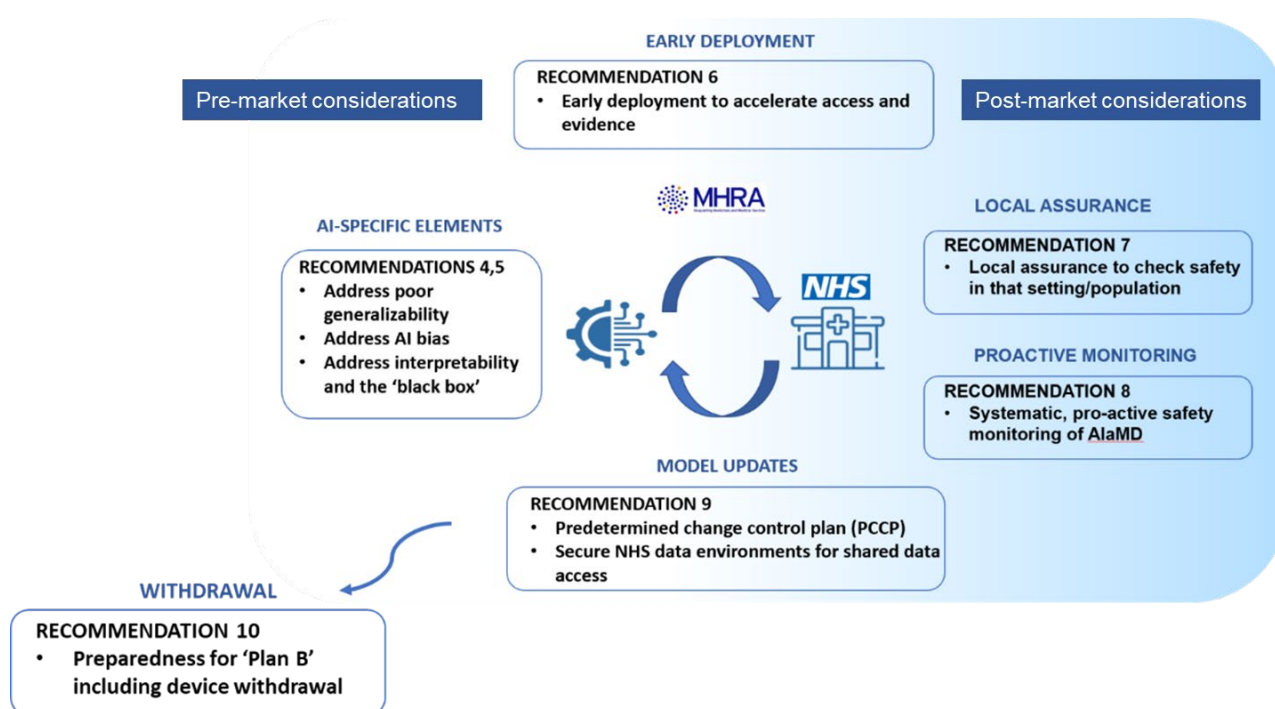 EARLY DEPLOYMENT
Pre-market considerations
RECOMMENDATION 6
• Early deployment to accelerate access and
evidence
Post-market considerations
MHRA
AI-SPECIFIC ELEMENTS
RECOMMENDATIONS 4,5
• Address poor
generalizability
• Address AI bias
• Address interpretability
and the ‘black box’
NHS
LOCAL ASSURANCE
RECOMMENDATION 7
• Local assurance to check safety
in that setting/population
PROACTIVE MONITORING
RECOMMENDATION 8
• Systematic, pro-active safety
monitoring of AIaMD
MODEL UPDATES
RECOMMENDATION 9
• Predetermined change control plan (PCCP)
• Secure NHS data environments for shared data
access
WITHDRAWAL
RECOMMENDATION 10
• Preparedness for ‘Plan B’
including device withdrawal